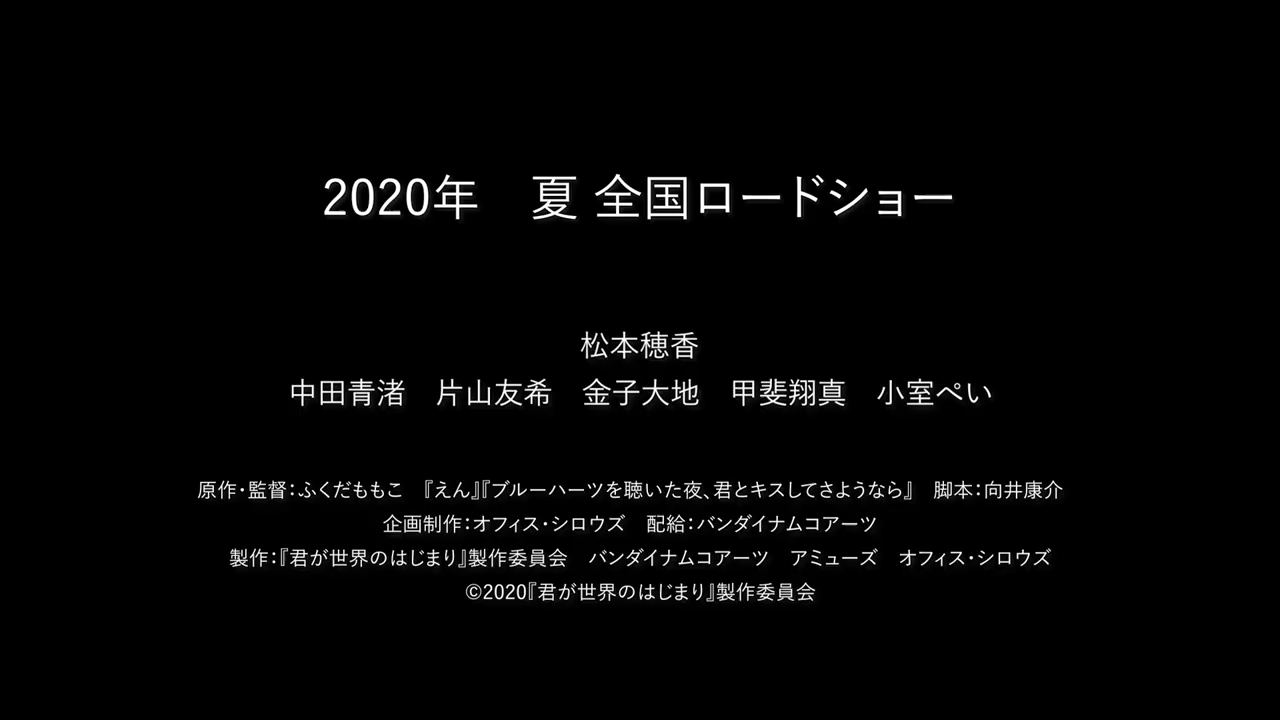 2020年　夏 全国ロードショー
松本穂香
中田青渚　片山友希　金子大地　甲斐翔真　小室ぺい
原作・監督：ふくだももこ　『えん』『ブルーハーツを聴いた夜、君とキスしてさようなら』　脚本：向井康介
企画制作：オフィス・シロウズ　配給：バンダイナムコアーツ
製作：『君が世界のはじまり』製作委員会　バンダイナムコアーツ　アミューズ　オフィス・シロウズ
©2020『君が世界のはじまり』製作委員会